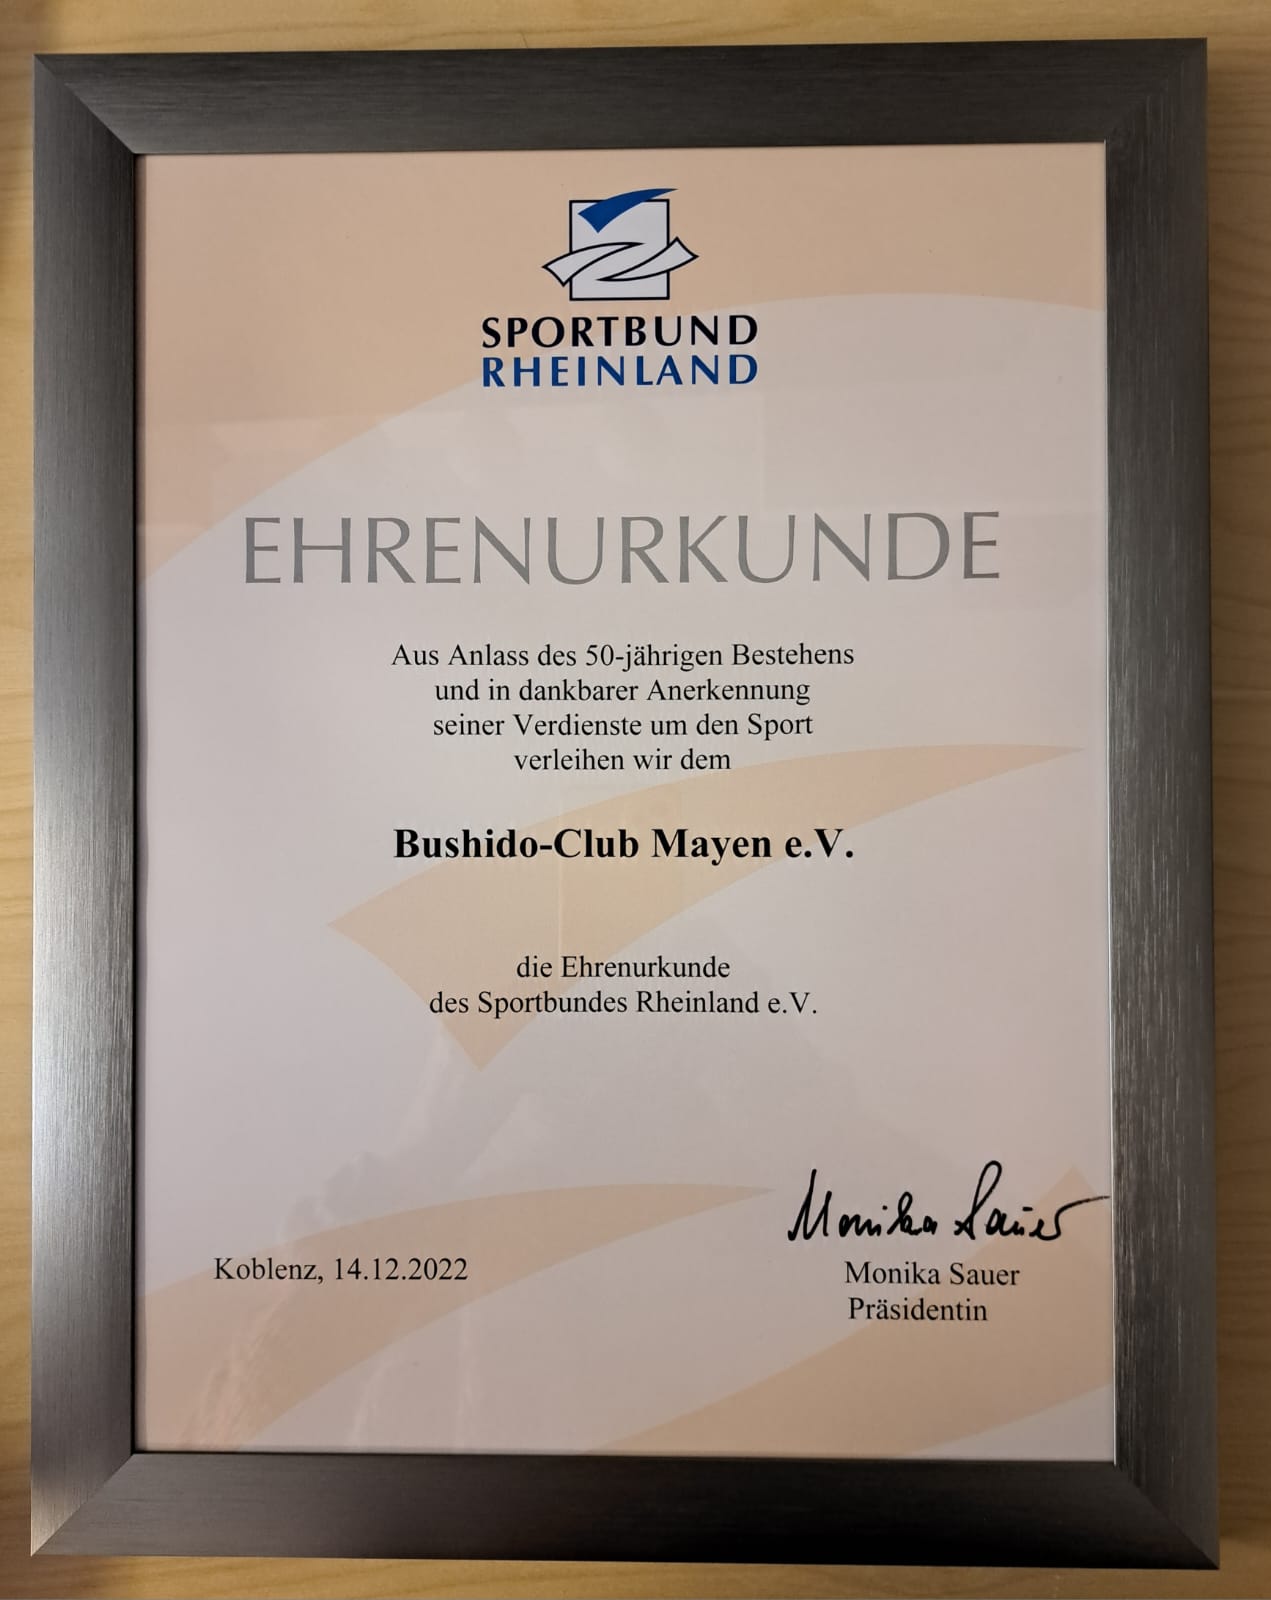 SPORTBUND
RHEINLAND
EHRENURKUNDE
Aus Anlass des 50-jährigen Bestehens
und in dankbarer Anerkennung
seiner Verdienste um den Sport
verleihen wir dem
Bushido-Club Mayen e.V.
die Ehrenurkunde
des Sportbundes Rheinland e.V.
Monika Sauer
Koblenz, 14.12.2022
Monika Sauer
Präsidentin